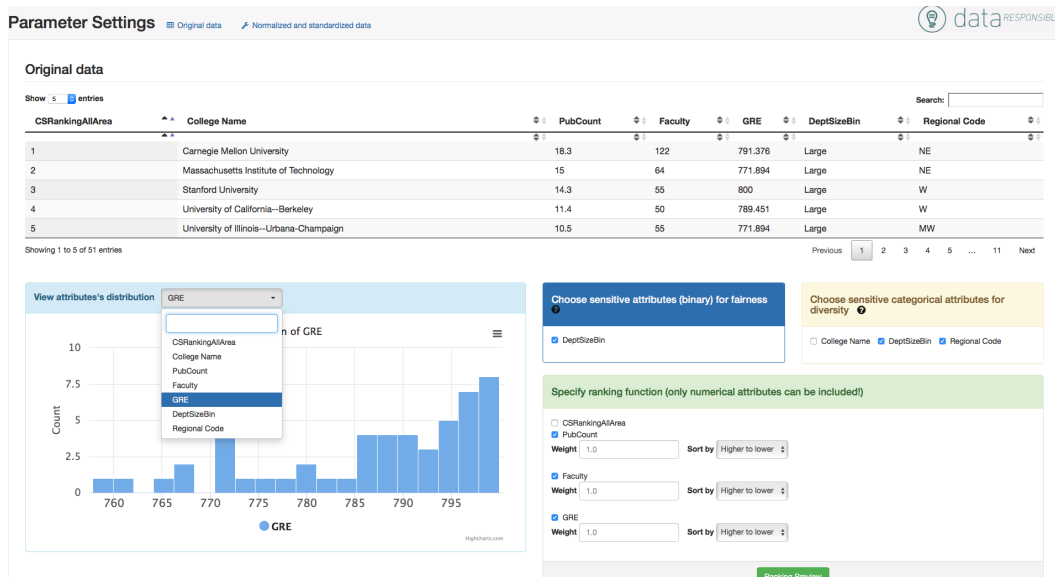 Parameter Settings Original data Normalized and standardized data data RESPONSIBL
Original data
Show 5 entries Search:
CSRankingAllArea College Name PubCount Faculty GRE DeptSizeBin Regional Code
1 Carnegie Mellon University 18.3 122 791.376 Large NE
2 Massachusetts Institute of Technology 15 64 771.894 Large NE
3 Stanford University 14.3 55 800 Large W
4 University of California--Berkeley 11.4 50 789.451 Large W
5 University of Illinois--Urbana-Champaign 10.5 55 771.894 Large MW
Showing 1 to 5 of 51 entries Previous 1 2 3 4 5 ... 11 Next
View attributes's distribution GRE
n of GRE
CSRankingAllArea
College Name
PubCount
Faculty
GRE
DeptSizeBin
Regional Code
10
7.5
5
2.5
0
Count
760 765 770 775 780 785 790 795
GRE
Highcharts.com
Choose sensitive attributes (binary) for fairness
?
DeptSizeBin
Choose sensitive categorical attributes for
diversity ?
College Name DeptSizeBin Regional Code
Specify ranking function (only numerical attributes can be included!)
CSRankingAllArea
PubCount
Weight 1.0 Sort by Higher to lower
Faculty
Weight 1.0 Sort by Higher to lower
GRE
Weight 1.0 Sort by Higher to lower
Ranking Preview